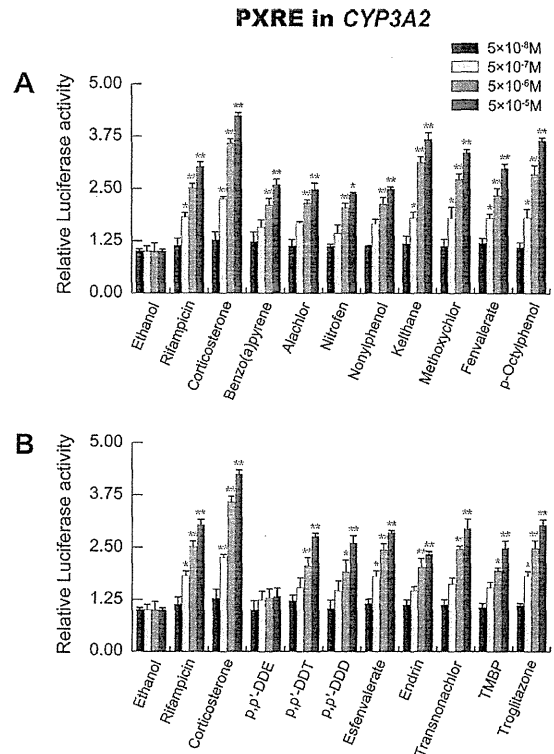 PXRE in CYP3A2
5×10⁻⁸M
5×10⁻⁷M
5×10⁻⁶M
5×10⁻⁵M
A
Relative Luciferase activity
5.00
3.75
2.50
1.25
0.00
* ** **
* ** **
** **
** **
** *
** **
* ** **
* ** **
* ** **
* ** **
Ethanol
Rifampicin
Corticosterone
Benzo(a)pyrene
Alachlor
Nitrofen
Nonylphenol
Kelthane
Methoxychlor
Fenvalerate
p-Octylphenol
B
Relative Luciferase activity
5.00
3.75
2.50
1.25
0.00
* ** **
* ** **
** **
* **
* ** **
** **
** **
* **
* ** **
Ethanol
Rifampicin
Corticosterone
p,p'-DDE
p,p'-DDT
p,p'-DDD
Esfenvalerate
Endrin
Transnonachlor
TMBP
Troglitazone